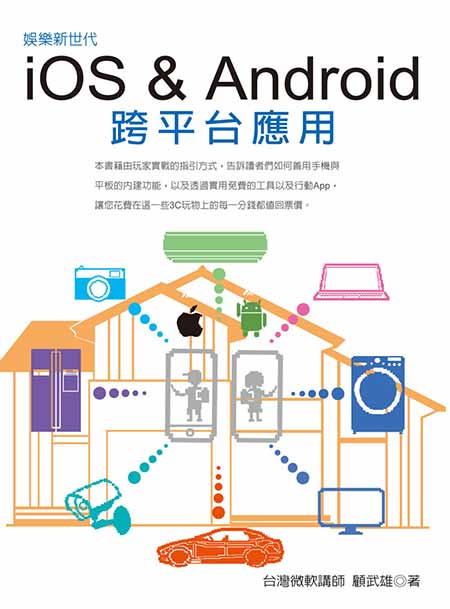 娛樂新世代
iOS & Android
跨平台應用
本書藉由玩家實戰的指引方式，告訴讀者們如何善用手機與
平板的內建功能，以及透過實用免費的工具以及行動App，
讓您花費在這一些3C玩物上的每一分錢都值回票價。
台灣微軟講師 顧武雄◎著